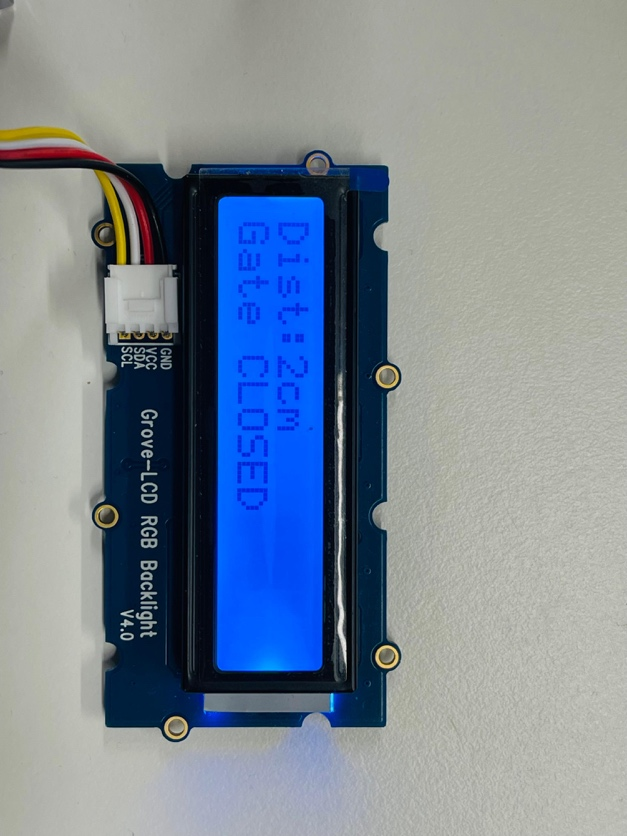 Dist:2cm
Gate CLOSED
GND
VCC
SDA
SCL
Grove-LCD RGB Backlight
V4.0